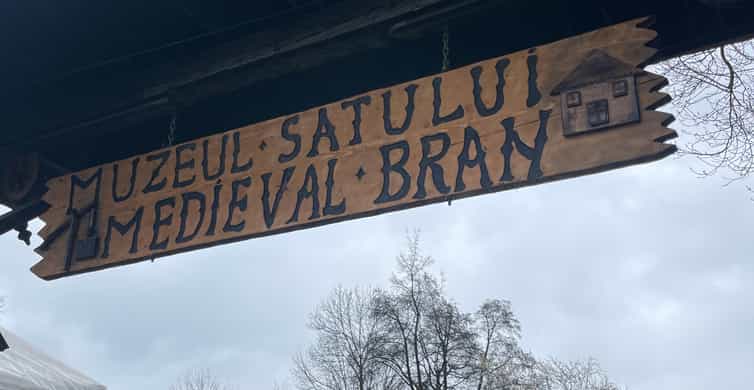 MUZEUL · SATULUI
MEDIEVAL · BRAN